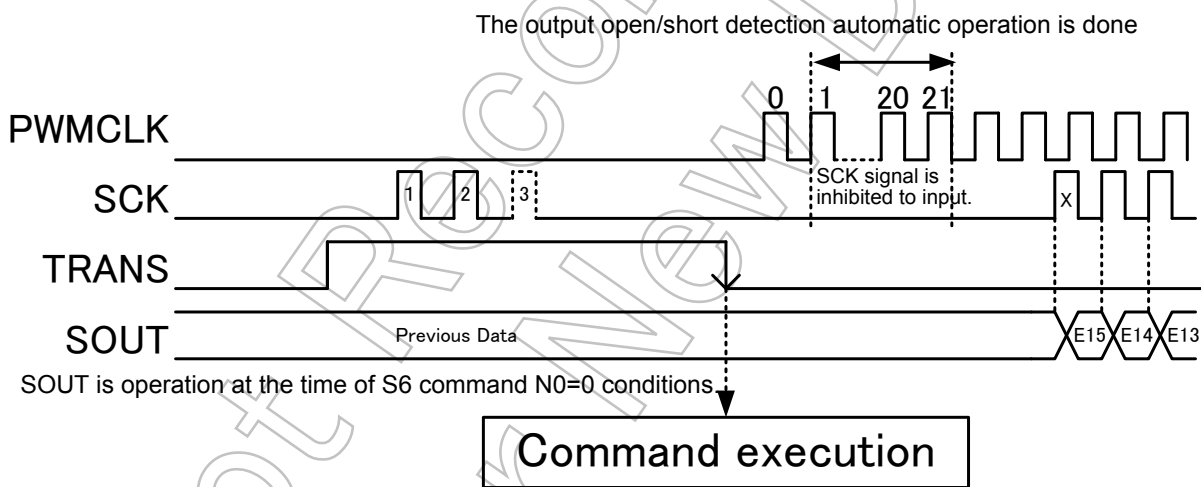 The output open/short detection automatic operation is done
0 1 20 21
PWMCLK
SCK signal is
inhibited to input.
SCK
1 2 3 X
TRANS
SOUT
Previous Data
E15 E14 E13
SOUT is operation at the time of S6 command N0=0 conditions.
Command execution